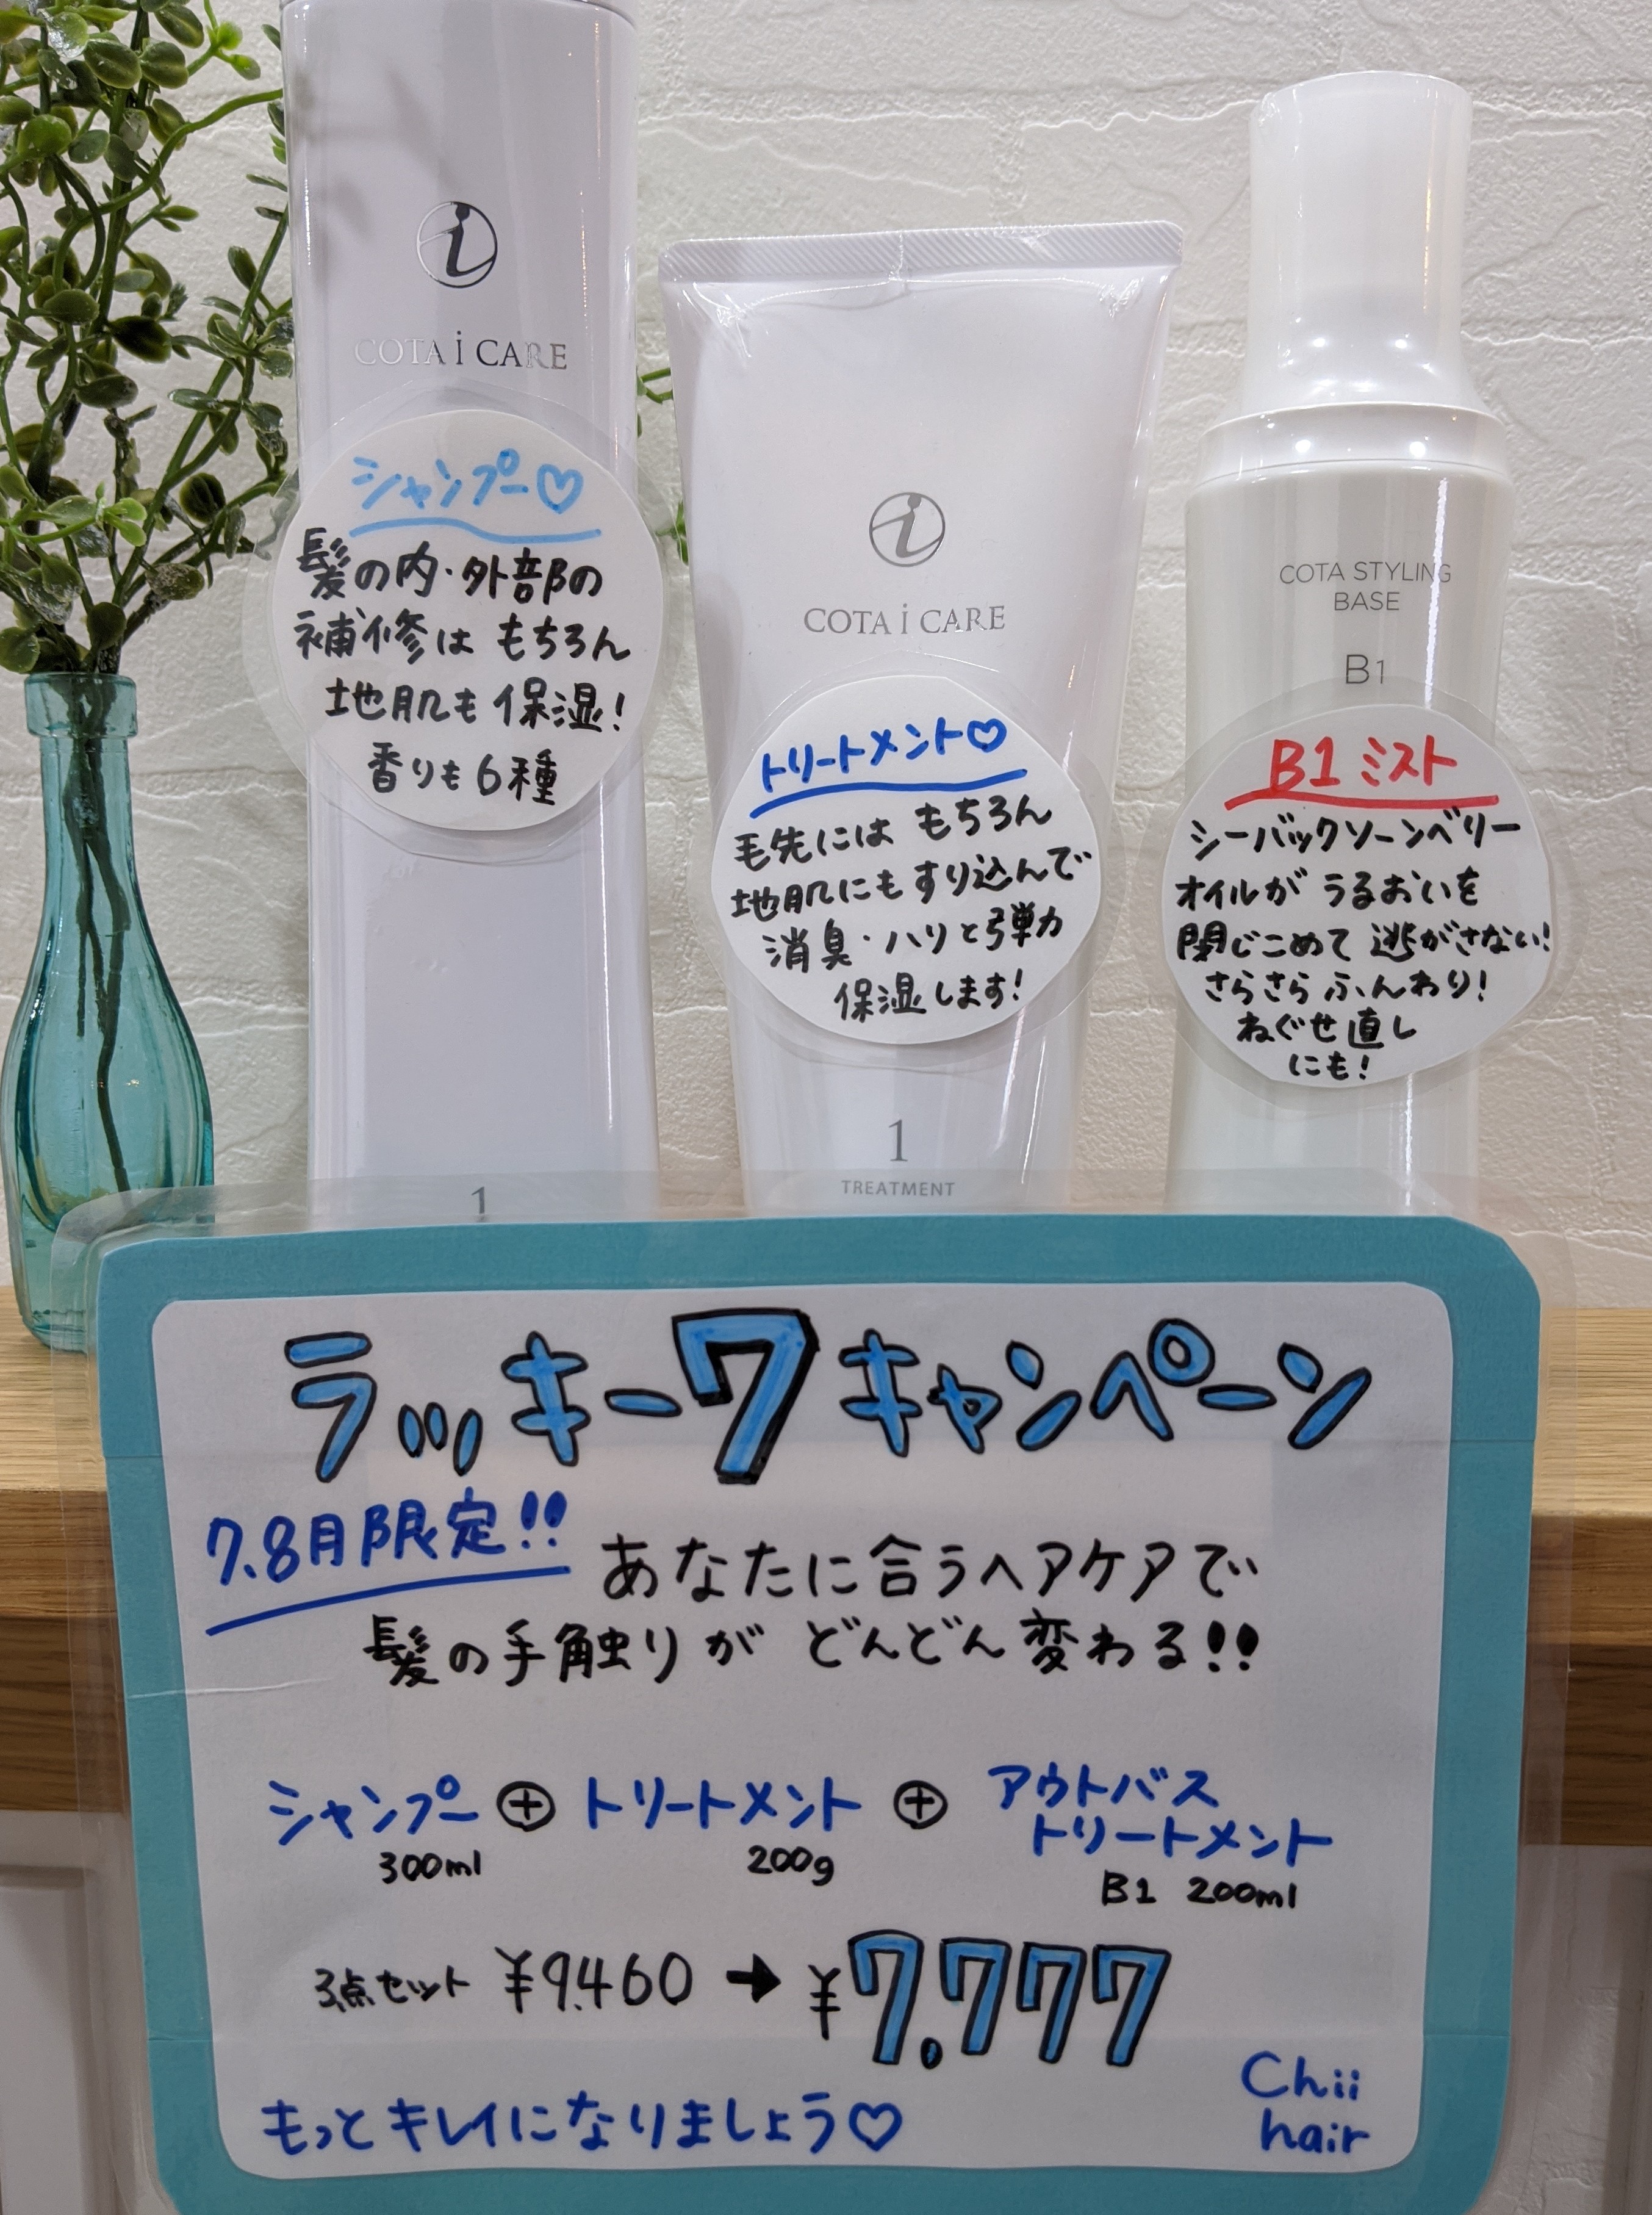 COTA i CARE
シャンプー♡
髪の内・外部の
補修は もちろん
地肌も 保湿!
香りも6種
1
COTA i CARE
トリートメント♡
毛先には もちろん
地肌にも すり込んで
消臭・ハリと弾力
保湿します!
1
TREATMENT
COTA STYLING
BASE
B1
B1 ミスト
シーバックソーンベリー
オイルが うるおいを
閉じこめて 逃がさない!
さらさら ふんわり!
ねぐせ直し
にも!
ラッキー7キャンペーン
7.8月限定!!
あなたに合うヘアケアで
髪の手触りが どんどん変わる!!
シャンプー ⊕ トリートメント ⊕ アウトバス
トリートメント
300ml 200g B1 200ml
3点セット ¥9.460 → ¥7.777
もっとキレイになりましょう♡
Chii
hair